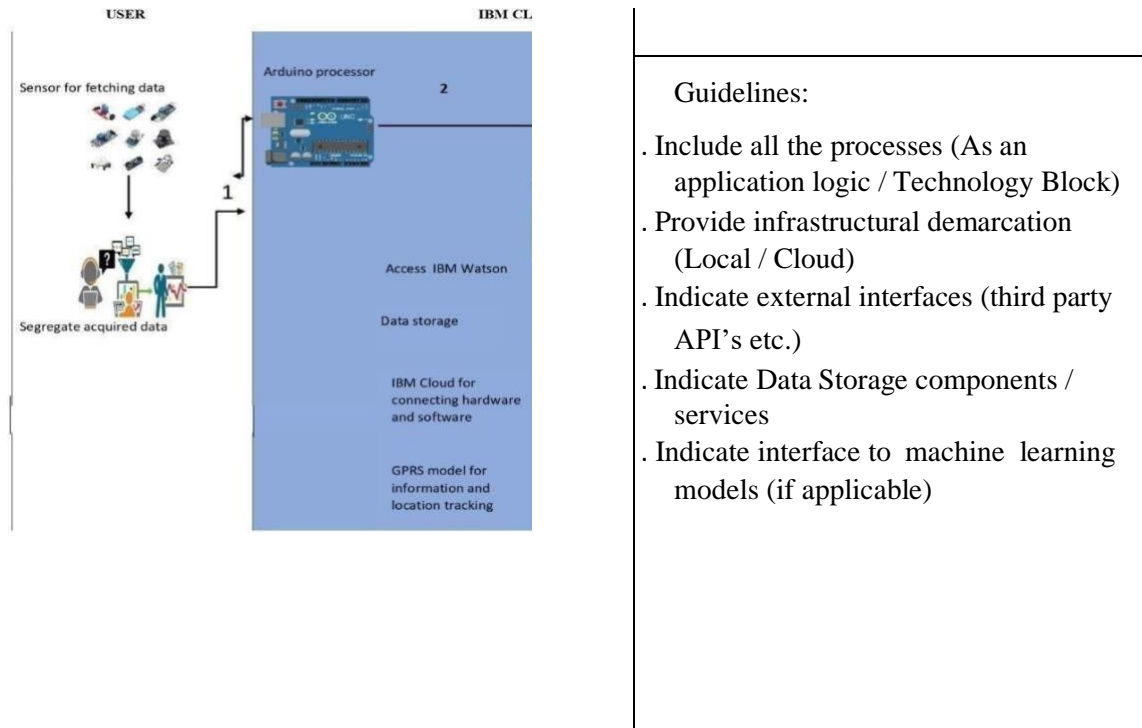 USER
IBM CL
Sensor for fetching data
Arduino processor
2
1
?
Segregate acquired data
Access IBM Watson
Data storage
IBM Cloud for
connecting hardware
and software
GPRS model for
information and
location tracking
Guidelines:
. Include all the processes (As an
application logic / Technology Block)
. Provide infrastructural demarcation
(Local / Cloud)
. Indicate external interfaces (third party
API’s etc.)
. Indicate Data Storage components /
services
. Indicate interface to machine learning
models (if applicable)